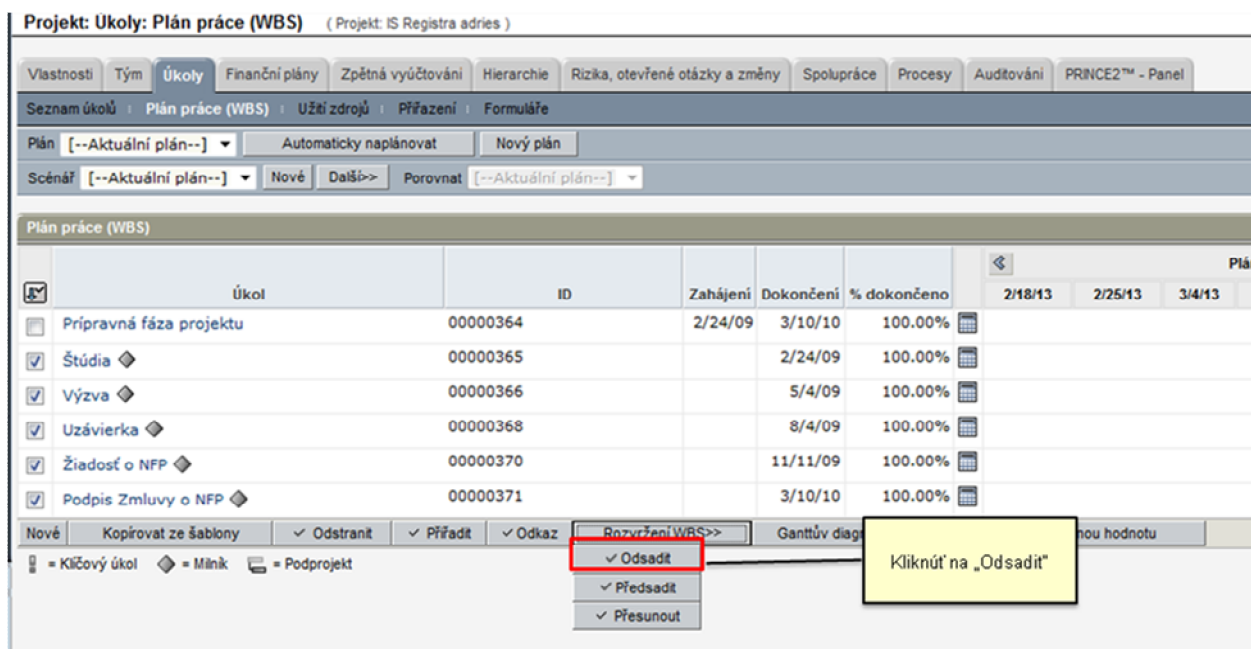 Projekt: Úkoly: Plán práce (WBS) ( Projekt: IS Registra adries )
Vlastnosti Tým Úkoly Finanční plány Zpětná vyúčtování Hierarchie Rizika, otevřené otázky a změny Spolupráce Procesy Auditování PRINCE2™ - Panel
Seznam úkolů Plán práce (WBS) Užití zdrojů Přiřazení Formuláře
Plán [--Aktuální plán--] Automaticky naplánovat Nový plán
Scénář [--Aktuální plán--] Nové Další>> Porovnat [--Aktuální plán--]
Plán práce (WBS)
Úkol ID Zahájení Dokončení % dokončeno 2/18/13 2/25/13 3/4/13
Prípravná fáza projektu 00000364 2/24/09 3/10/10 100.00%
Štúdia 00000365 2/24/09 100.00%
Výzva 00000366 5/4/09 100.00%
Uzávierka 00000368 8/4/09 100.00%
Žiadosť o NFP 00000370 11/11/09 100.00%
Podpis Zmluvy o NFP 00000371 3/10/10 100.00%
Nové Kopírovat ze šablony Odstranit Přiřadit Odkaz Rozvržení WBS>> Ganttův hodnotu
= Klíčový úkol = Milník = Podprojekt
Odsadit
Předsadit
Přesunout
Kliknúť na „Odsadit"